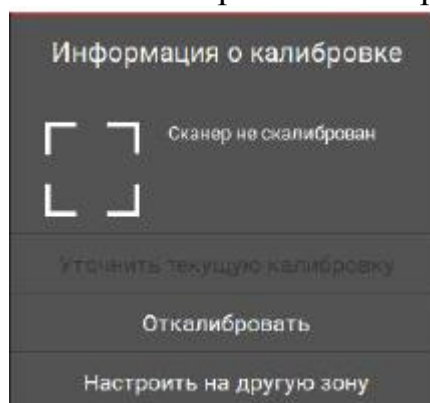 Информация о калибровке
Сканер не скалиброван
Уточнить текущую калибровку
Откалибровать
Настроить на другую зону